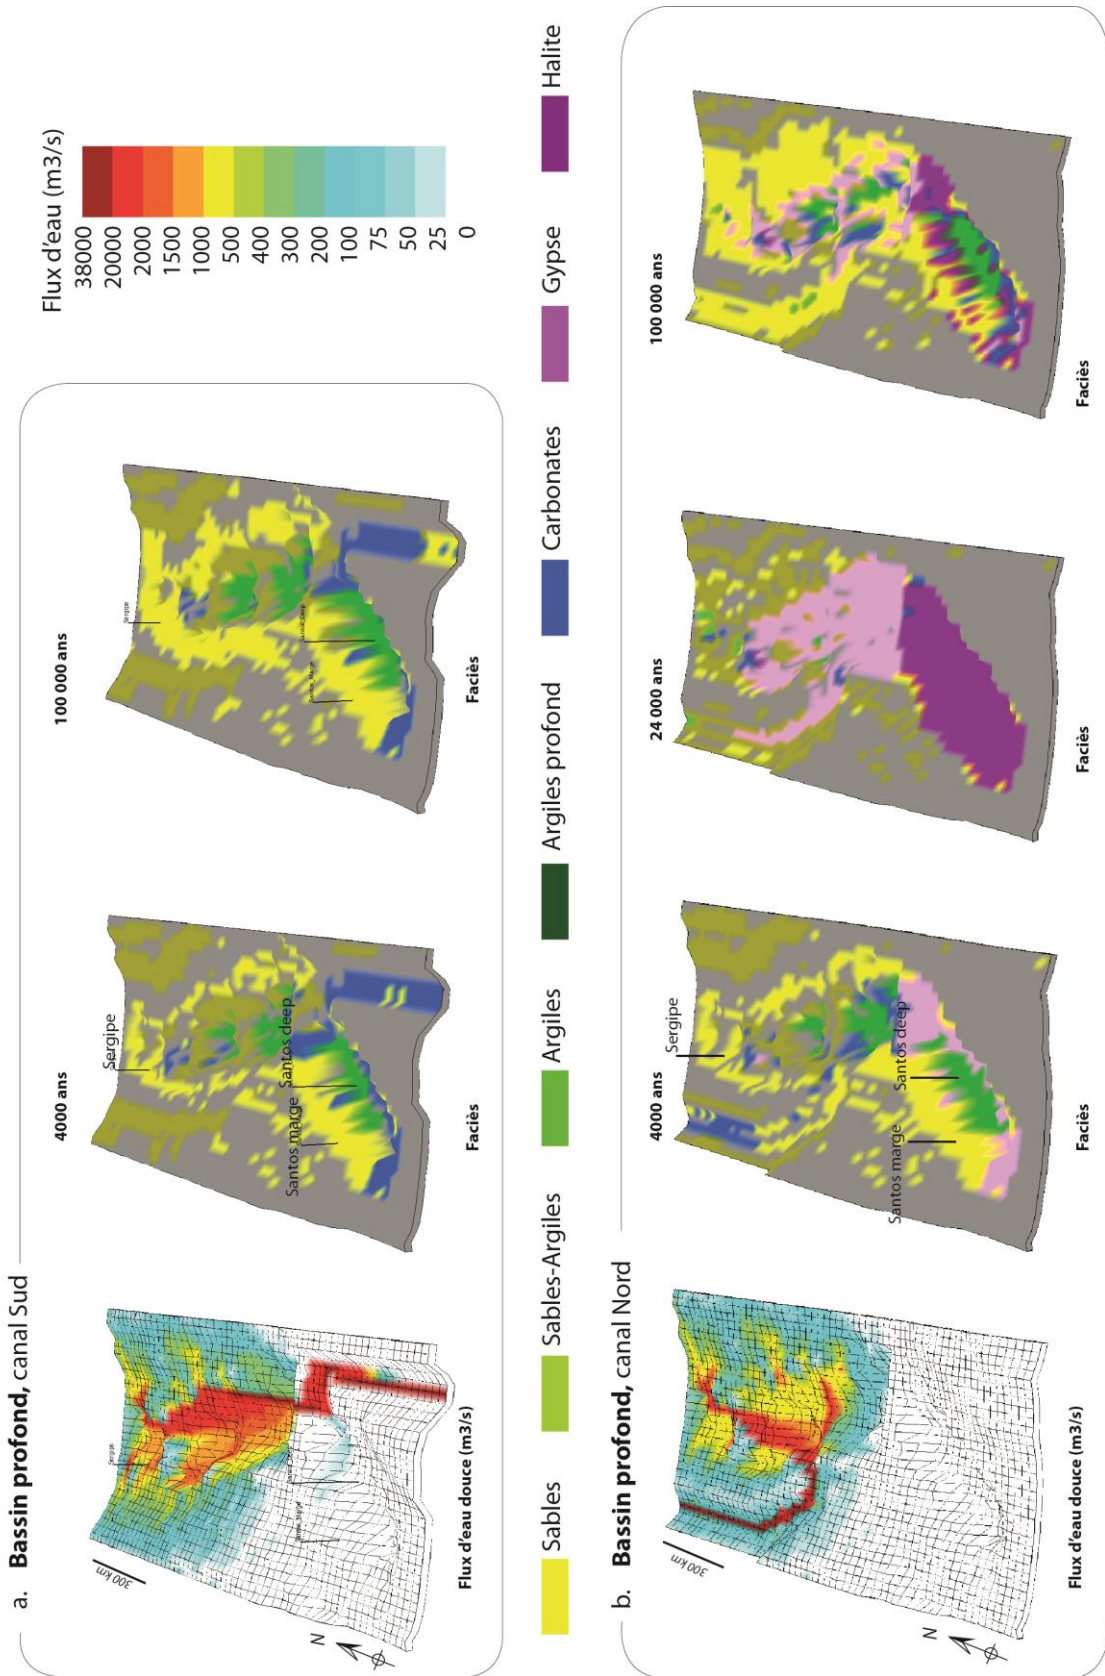 a. Bassin profond, canal Sud
Flux d'eau (m3/s)
38000
20000
2000
1500
1000
500
400
300
200
100
75
50
25
0
300 km
N
Sergipe
Flux d'eau douce (m3/s)
4000 ans
Sergipe
Santos marge
Santos deep
Faciès
100 000 ans
Sergipe
Faciès
Sables
Sables-Argiles
Argiles
Argiles profond
Carbonates
Gypse
Halite
b. Bassin profond, canal Nord
300 km
N
Flux d'eau douce (m3/s)
4000 ans
Sergipe
Santos marge
Santos deep
Faciès
24 000 ans
Faciès
100 000 ans
Faciès